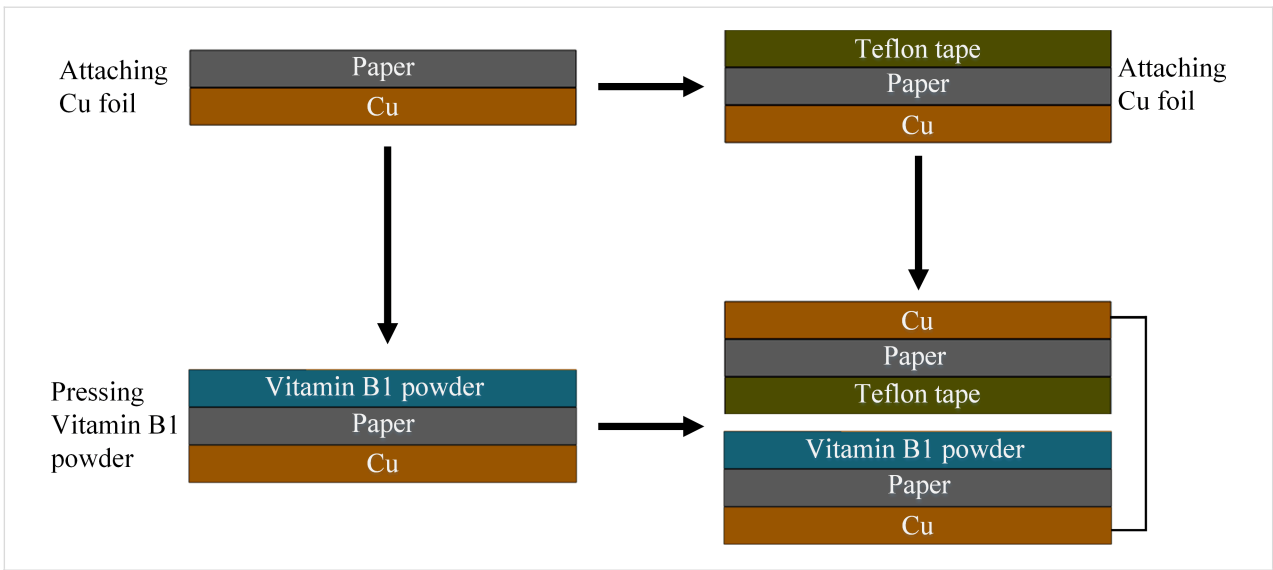 Attaching
Cu foil
Paper
Cu
Teflon tape
Paper
Cu
Attaching
Cu foil
Pressing
Vitamin B1
powder
Vitamin B1 powder
Paper
Cu
Cu
Paper
Teflon tape
Vitamin B1 powder
Paper
Cu